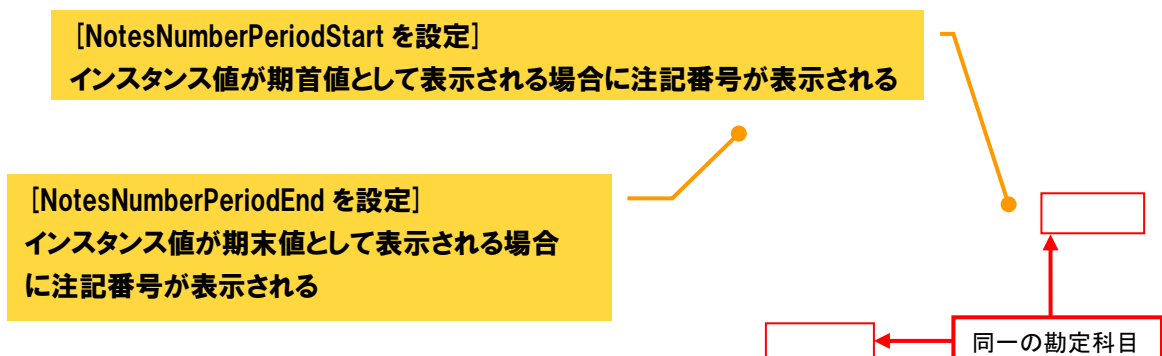 [NotesNumberPeriodStart を設定]
インスタンス値が期首値として表示される場合に注記番号が表示される
[NotesNumberPeriodEnd を設定]
インスタンス値が期末値として表示される場合
に注記番号が表示される
同一の勘定科目